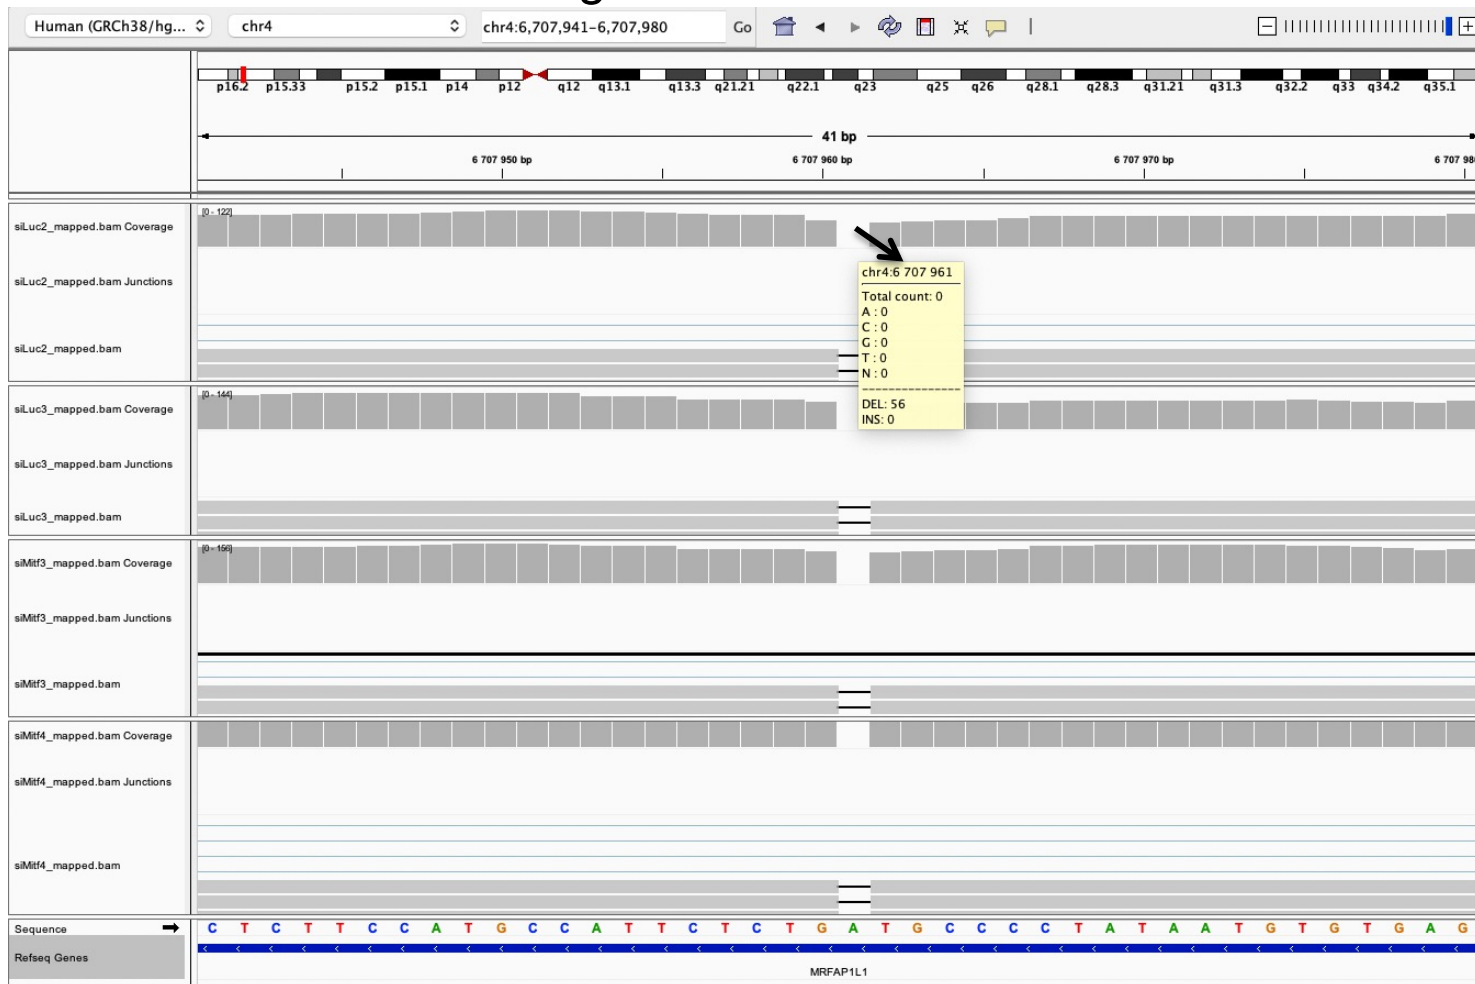 Human (GRCh38/hg... chr4 chr4:6,707,941-6,707,980 Go
p16.2 p15.33 p15.2 p15.1 p14 p12 q12 q13.1 q13.3 q21.21 q22.1 q23 q25 q26 q28.1 q28.3 q31.21 q31.3 q32.2 q33 q34.2 q35.1
41 bp
6 707 950 bp 6 707 960 bp 6 707 970 bp 6 707 98
siLuc2_mapped.bam Coverage [0 - 122]
siLuc2_mapped.bam Junctions
siLuc2_mapped.bam
chr4:6 707 961
Total count: 0
A : 0
C : 0
G : 0
T : 0
N : 0
---------------
DEL: 56
INS: 0
siLuc3_mapped.bam Coverage [0 - 144]
siLuc3_mapped.bam Junctions
siLuc3_mapped.bam
siMitf3_mapped.bam Coverage [0 - 156]
siMitf3_mapped.bam Junctions
siMitf3_mapped.bam
siMitf4_mapped.bam Coverage
siMitf4_mapped.bam Junctions
siMitf4_mapped.bam
Sequence C T C T T C C A T G C C A T T C T C T G A T G C C C C T A T A A T G T G T G A G
Refseq Genes
MRFAP1L1